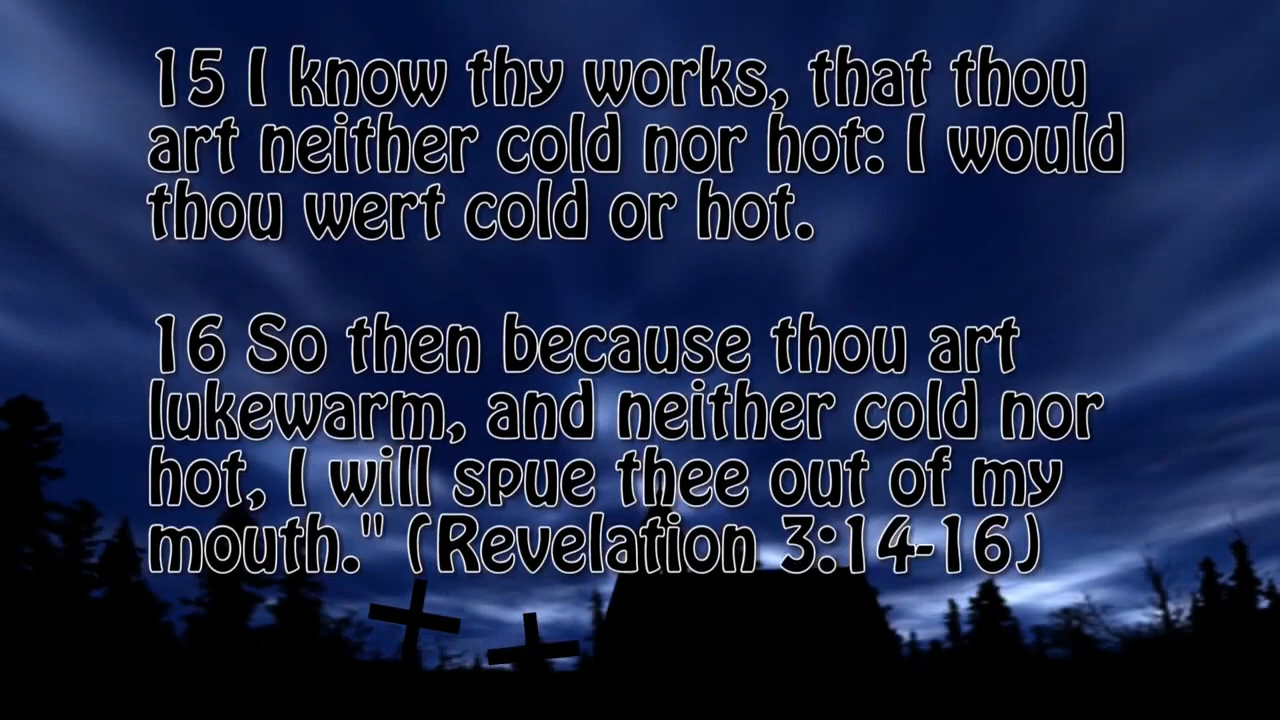 15 I know thy works, that thou
art neither cold nor hot: I would
thou wert cold or hot.
16 So then because thou art
lukewarm, and neither cold nor
hot, I will spue thee out of my
mouth." (Revelation 3:14-16)